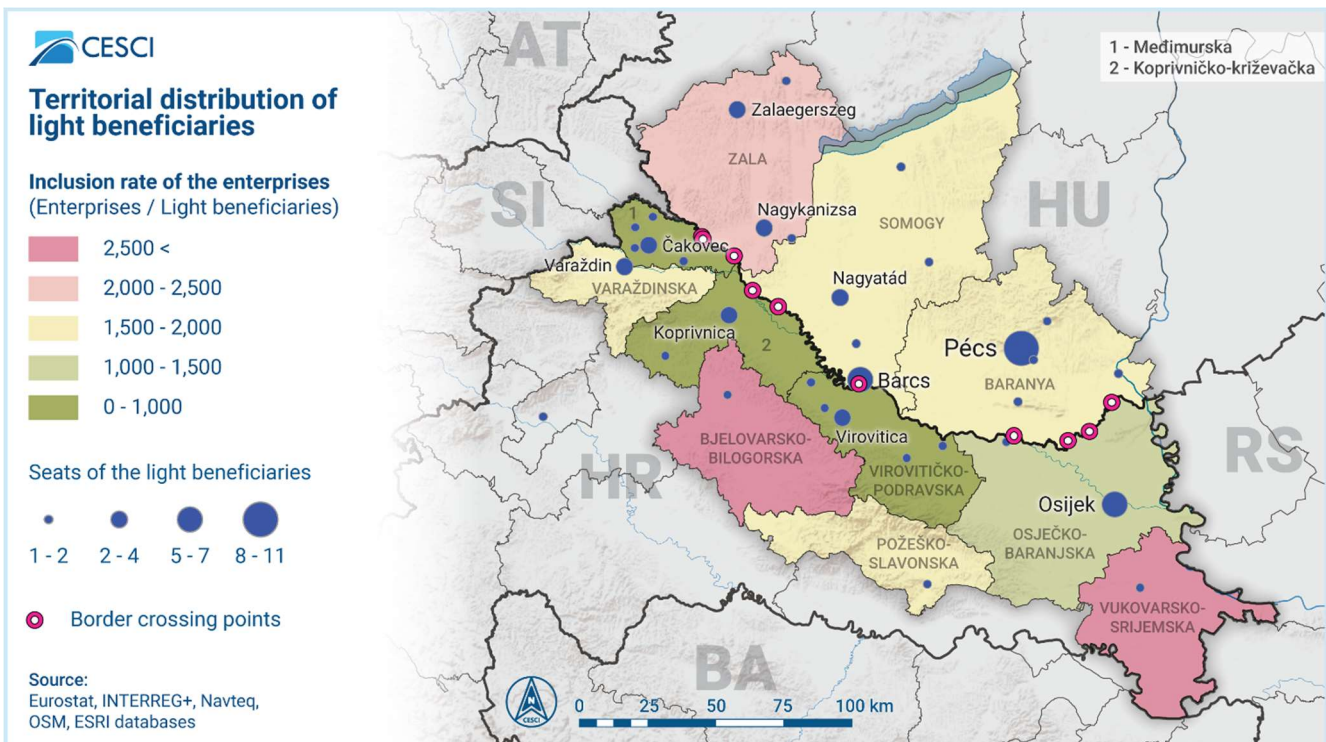 CESCI
Territorial distribution of
light beneficiaries
Inclusion rate of the enterprises
(Enterprises / Light beneficiaries)
2,500 <
2,000 - 2,500
1,500 - 2,000
1,000 - 1,500
0 - 1,000
Seats of the light beneficiaries
1 - 2
2 - 4
5 - 7
8 - 11
Border crossing points
Source:
Eurostat, INTERREG+, Navteq,
OSM, ESRI databases
1 - Međimurska
2 - Koprivničko-križevačka
AT
SI
HU
HR
RS
BA
Zalaegerszeg
ZALA
Nagykanizsa
SOMOGY
1
Čakovec
Varaždin
VARAŽDINSKA
Nagyatád
Koprivnica
2
Pécs
BARANYA
Barcs
Virovitica
BJELOVARSKO-
BILOGORSKA
VIROVITIČKO-
PODRAVSKA
Osijek
OSJEČKO-
BARANJSKA
POŽEŠKO-
SLAVONSKA
VUKOVARSKO-
SRIJEMSKA
N
CESCI
0 25 50 75 100 km